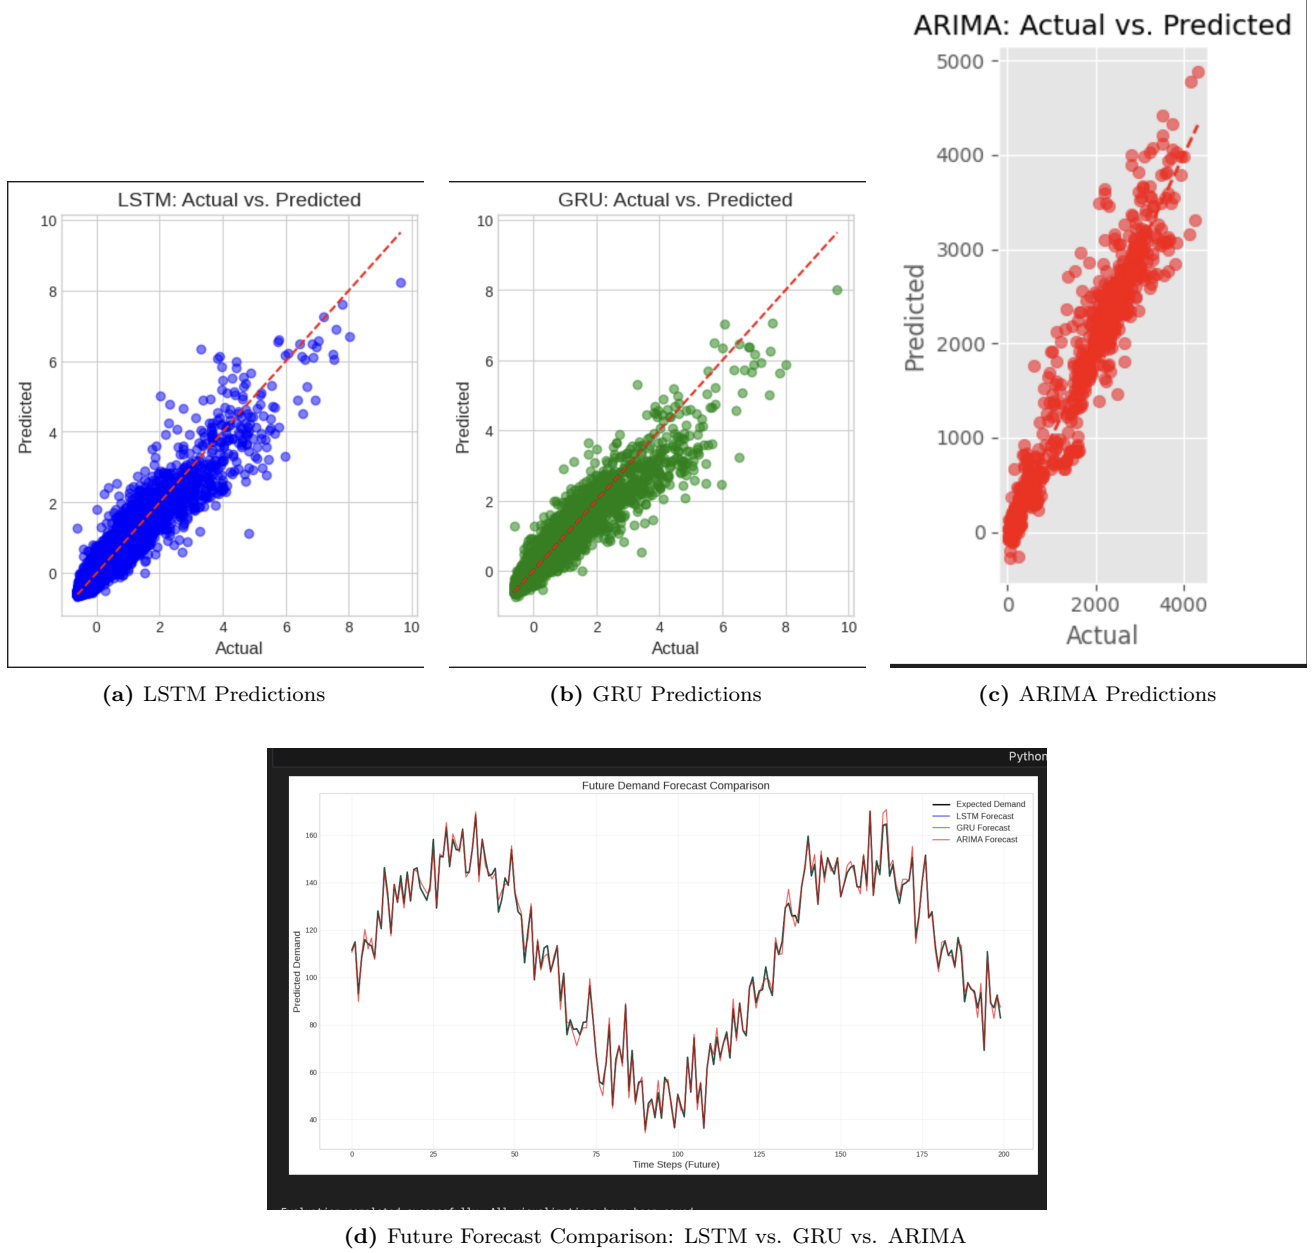 LSTM: Actual vs. Predicted
10
8
6
4
2
0
Predicted
0 2 4 6 8 10
Actual
(a) LSTM Predictions
GRU: Actual vs. Predicted
10
8
6
4
2
0
Predicted
0 2 4 6 8 10
Actual
(b) GRU Predictions
ARIMA: Actual vs. Predicted
5000
4000
3000
2000
1000
0
Predicted
0 2000 4000
Actual
(c) ARIMA Predictions
Python
Future Demand Forecast Comparison
Expected Demand
LSTM Forecast
GRU Forecast
ARIMA Forecast
160
140
120
100
80
60
40
Predicted Demand
0 25 50 75 100 125 150 175 200
Time Steps (Future)
(d) Future Forecast Comparison: LSTM vs. GRU vs. ARIMA